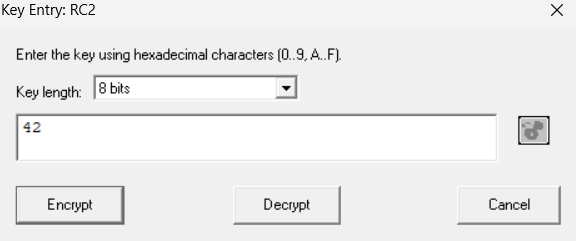 Key Entry: RC2
Enter the key using hexadecimal characters (0..9, A..F).
Key length: 8 bits
42
Encrypt Decrypt Cancel